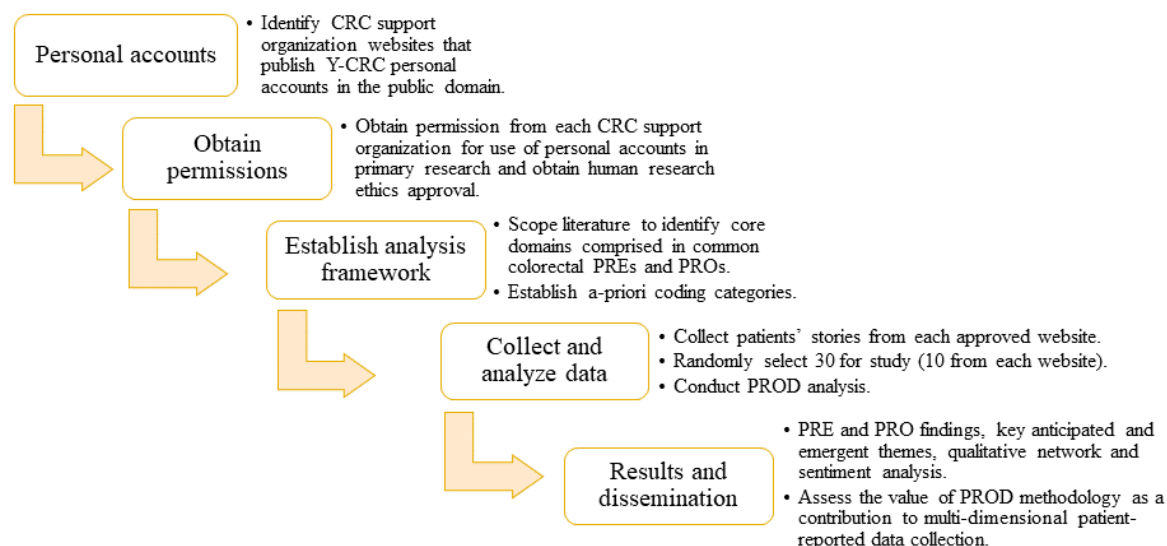 Personal accounts
• Identify CRC support
organization websites that
publish Y-CRC personal
accounts in the public domain.
Obtain
permissions
• Obtain permission from each CRC support
organization for use of personal accounts in
primary research and obtain human research
ethics approval.
Establish analysis
framework
• Scope literature to identify core
domains comprised in common
colorectal PREs and PROs.
• Establish a-priori coding categories.
Collect and
analyze data
• Collect patients’ stories from each approved website.
• Randomly select 30 for study (10 from each website).
• Conduct PROD analysis.
Results and
dissemination
• PRE and PRO findings, key anticipated and
emergent themes, qualitative network and
sentiment analysis.
• Assess the value of PROD methodology as a
contribution to multi-dimensional patient-
reported data collection.